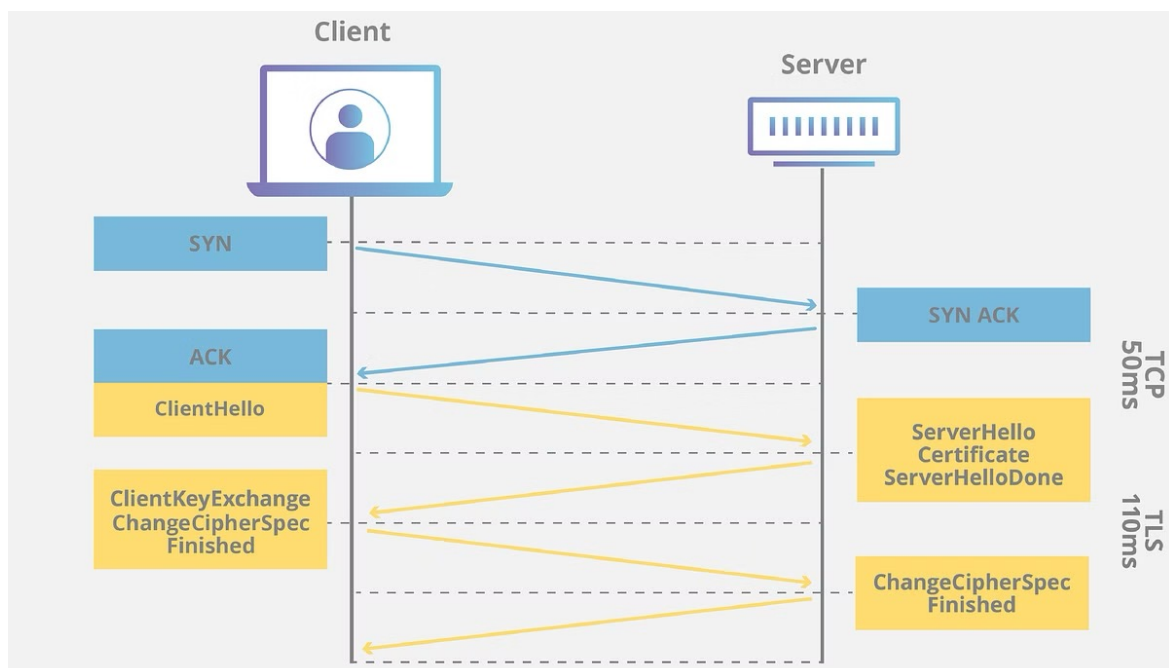 Client
Server
SYN
SYN ACK
ACK
ClientHello
TCP
50ms
ServerHello
Certificate
ServerHelloDone
ClientKeyExchange
ChangeCipherSpec
Finished
TLS
110ms
ChangeCipherSpec
Finished